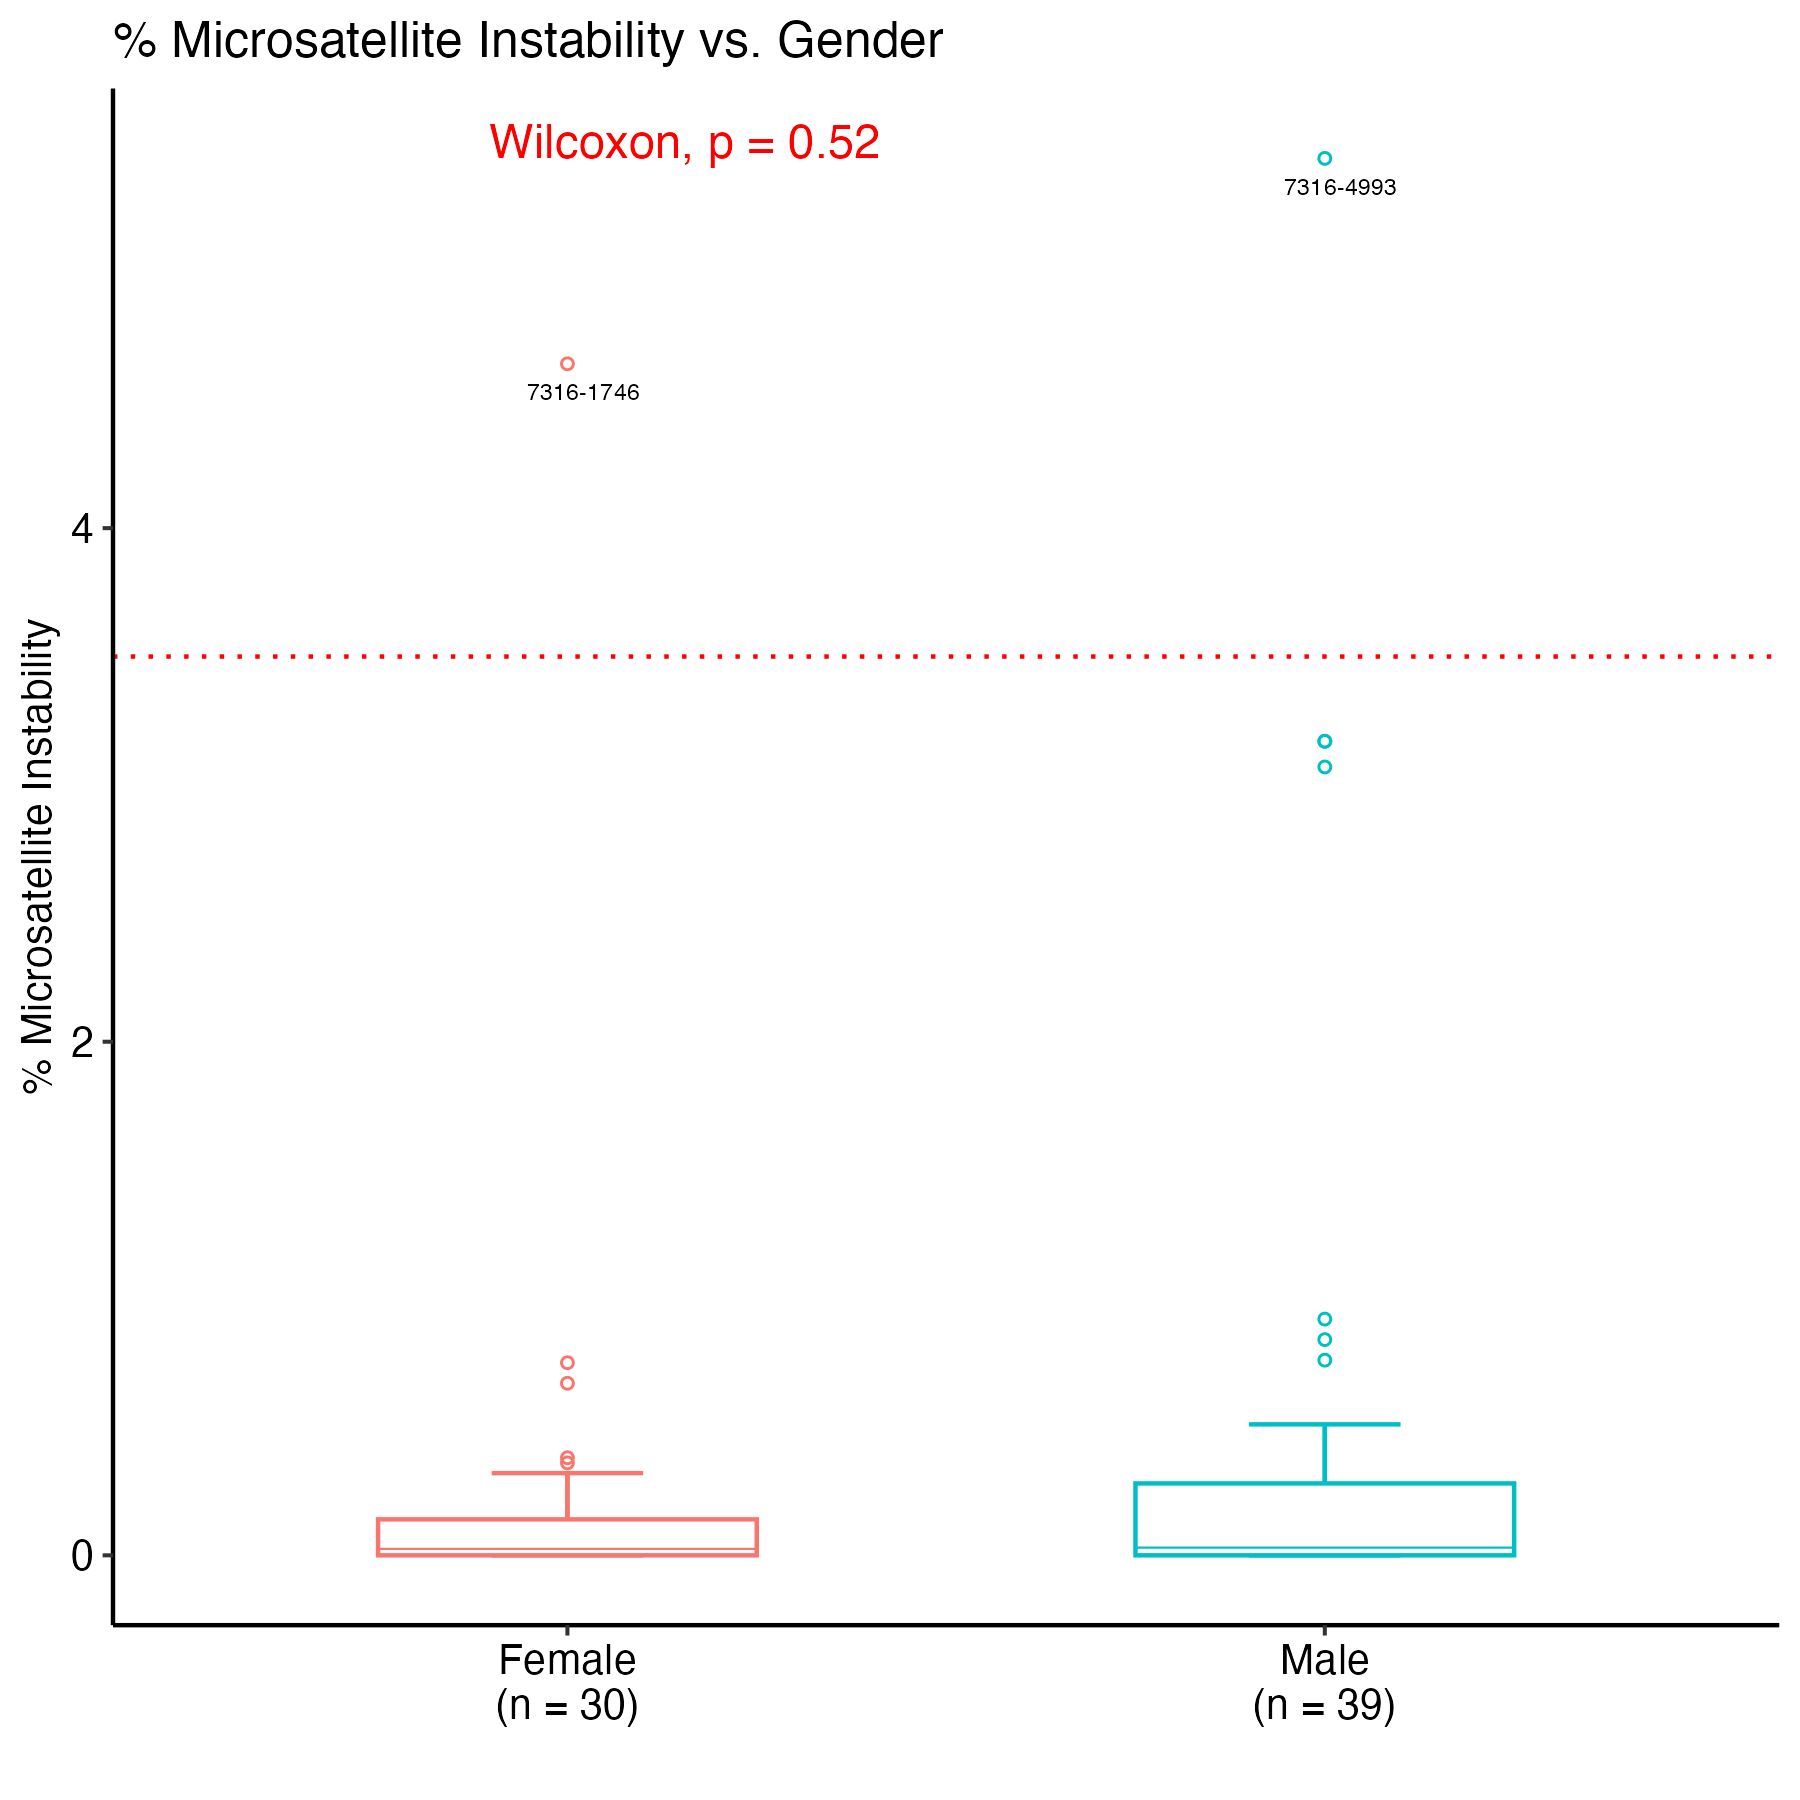 % Microsatellite Instability vs. Gender
Wilcoxon, p = 0.52
7316-4993
7316-1746
4
2
0
% Microsatellite Instability
Female
(n = 30)
Male
(n = 39)